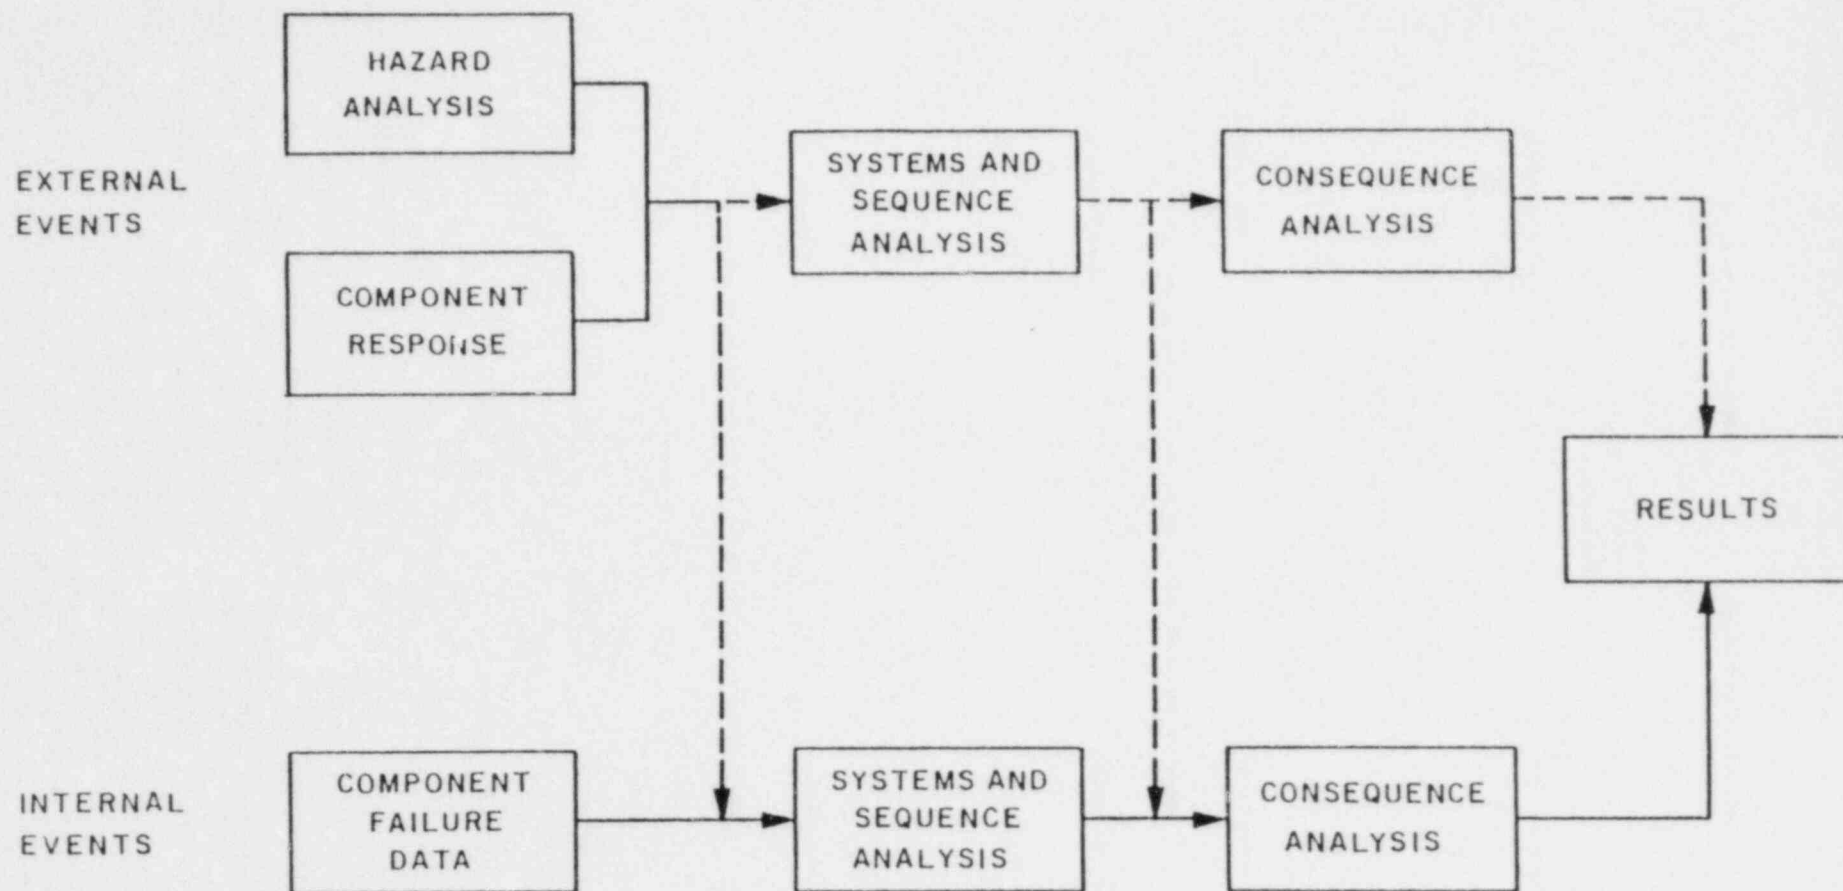 HAZARD
ANALYSIS
EXTERNAL
EVENTS
COMPONENT
RESPONSE
SYSTEMS AND
SEQUENCE
ANALYSIS
CONSEQUENCE
ANALYSIS
RESULTS
INTERNAL
EVENTS
COMPONENT
FAILURE
DATA
SYSTEMS AND
SEQUENCE
ANALYSIS
CONSEQUENCE
ANALYSIS